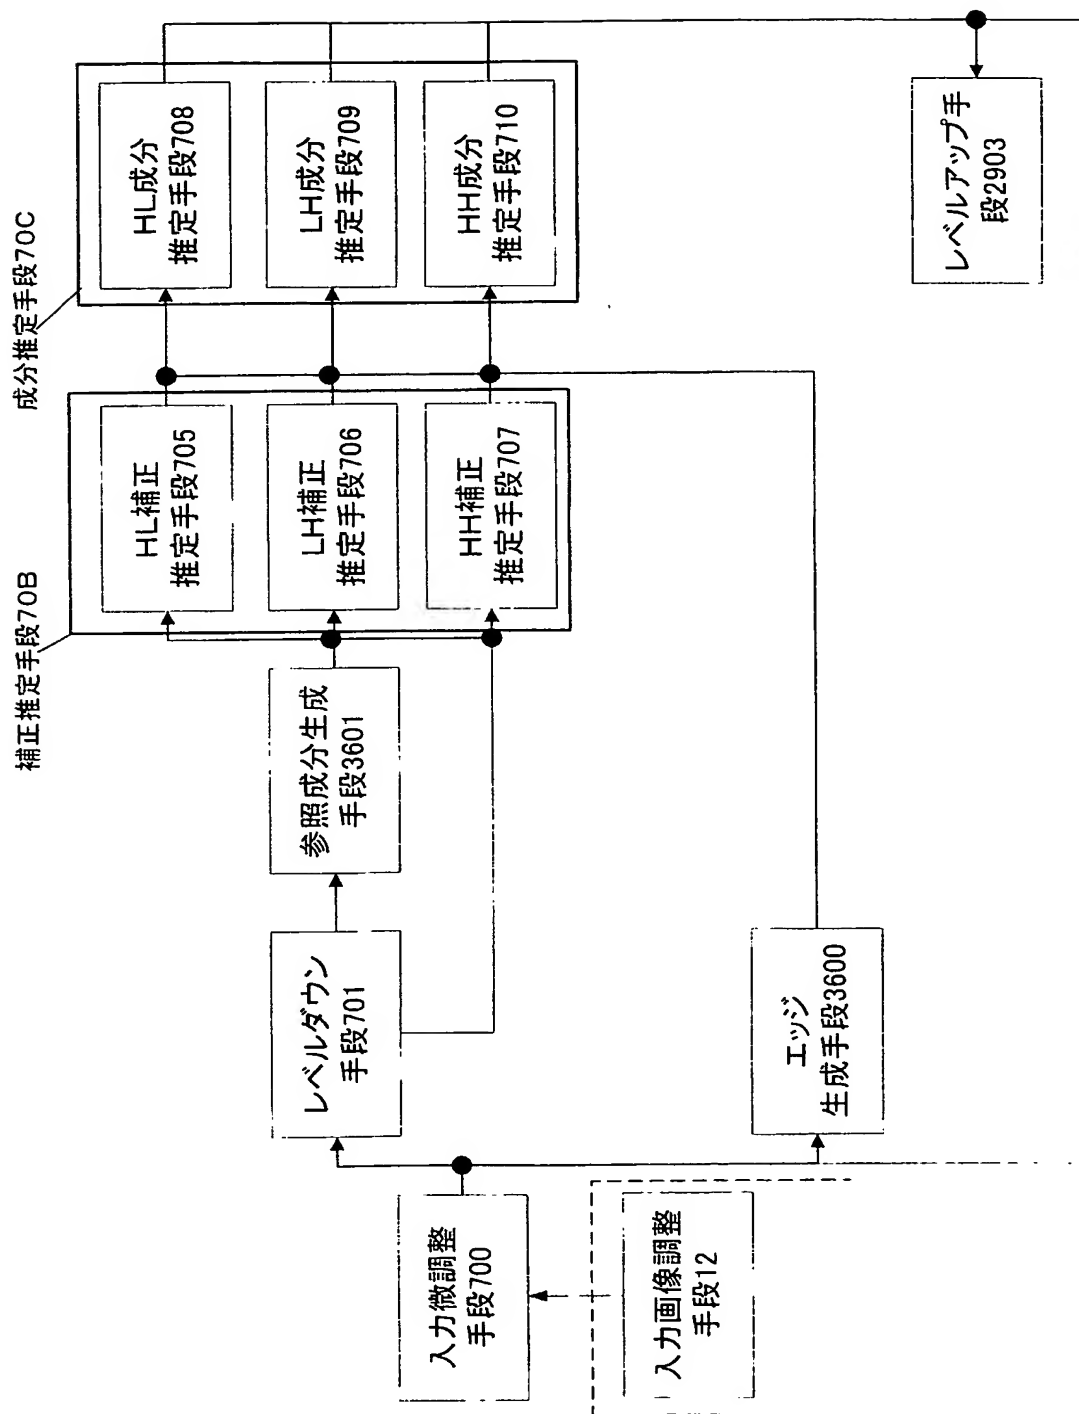 補正推定手段70B
成分推定手段70C
HL補正
推定手段705
HL成分
推定手段708
LH補正
推定手段706
LH成分
推定手段709
HH補正
推定手段707
HH成分
推定手段710
参照成分生成
手段3601
レベルダウン
手段701
入力微調整
手段700
入力画像調整
手段12
エッジ
生成手段3600
レベルアップ手
段2903